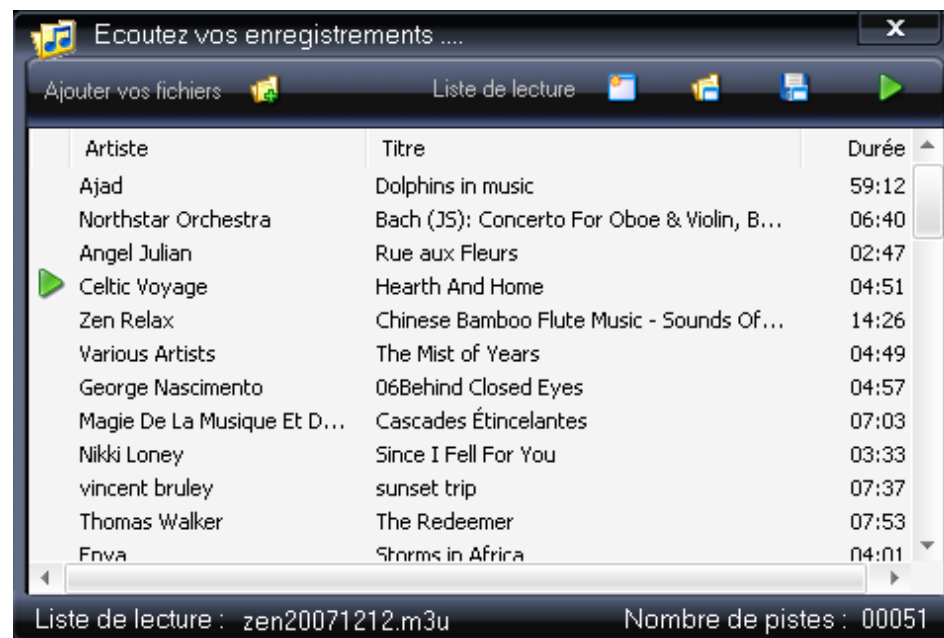 Ecoutez vos enregistrements .... X
Ajouter vos fichiers Liste de lecture
Artiste Titre Durée
Ajad Dolphins in music 59:12
Northstar Orchestra Bach (JS): Concerto For Oboe & Violin, B... 06:40
Angel Julian Rue aux Fleurs 02:47
Celtic Voyage Hearth And Home 04:51
Zen Relax Chinese Bamboo Flute Music - Sounds Of... 14:26
Various Artists The Mist of Years 04:49
George Nascimento 06Behind Closed Eyes 04:57
Magie De La Musique Et D... Cascades Étincelantes 07:03
Nikki Loney Since I Fell For You 03:33
vincent bruley sunset trip 07:37
Thomas Walker The Redeemer 07:53
Enya Storms in Africa 04:01
Liste de lecture : zen20071212.m3u Nombre de pistes : 00051